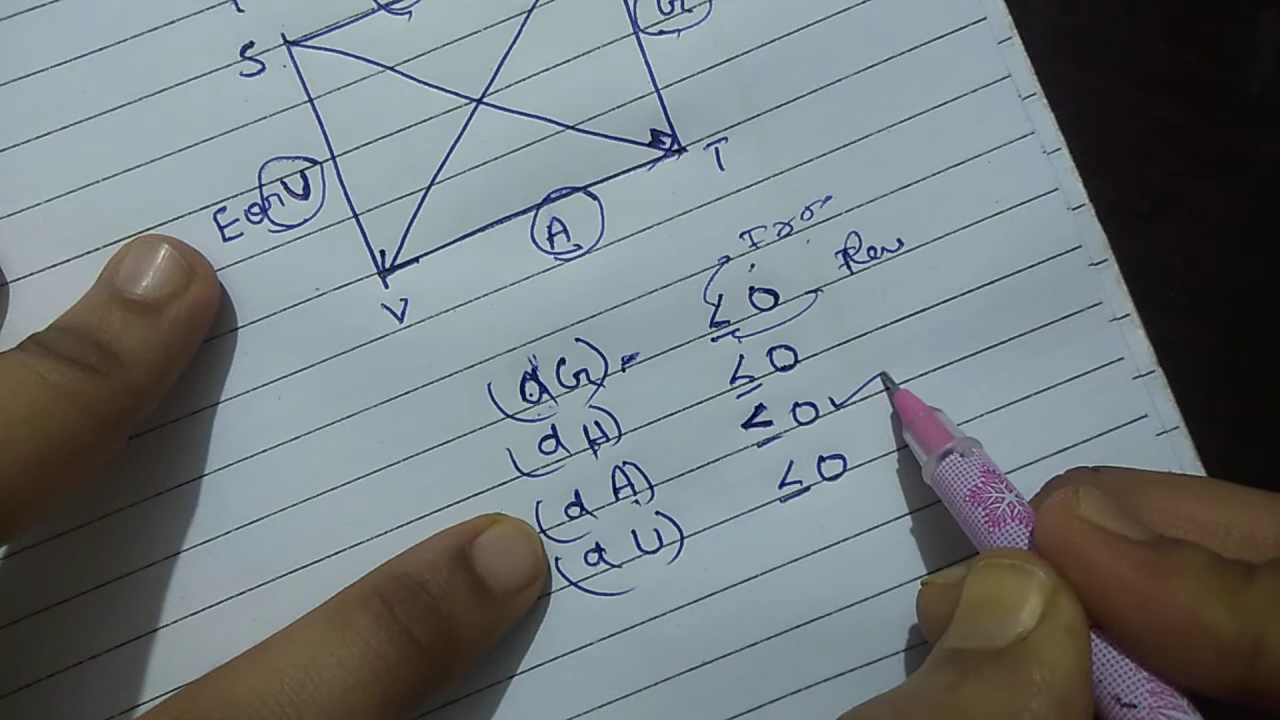 S
G
T
E or U
A
V
Irr
Rev
(dG) = ≤ 0
(dH) ≤ 0
(dA) ≤ 0 ✓
(dU) ≤ 0